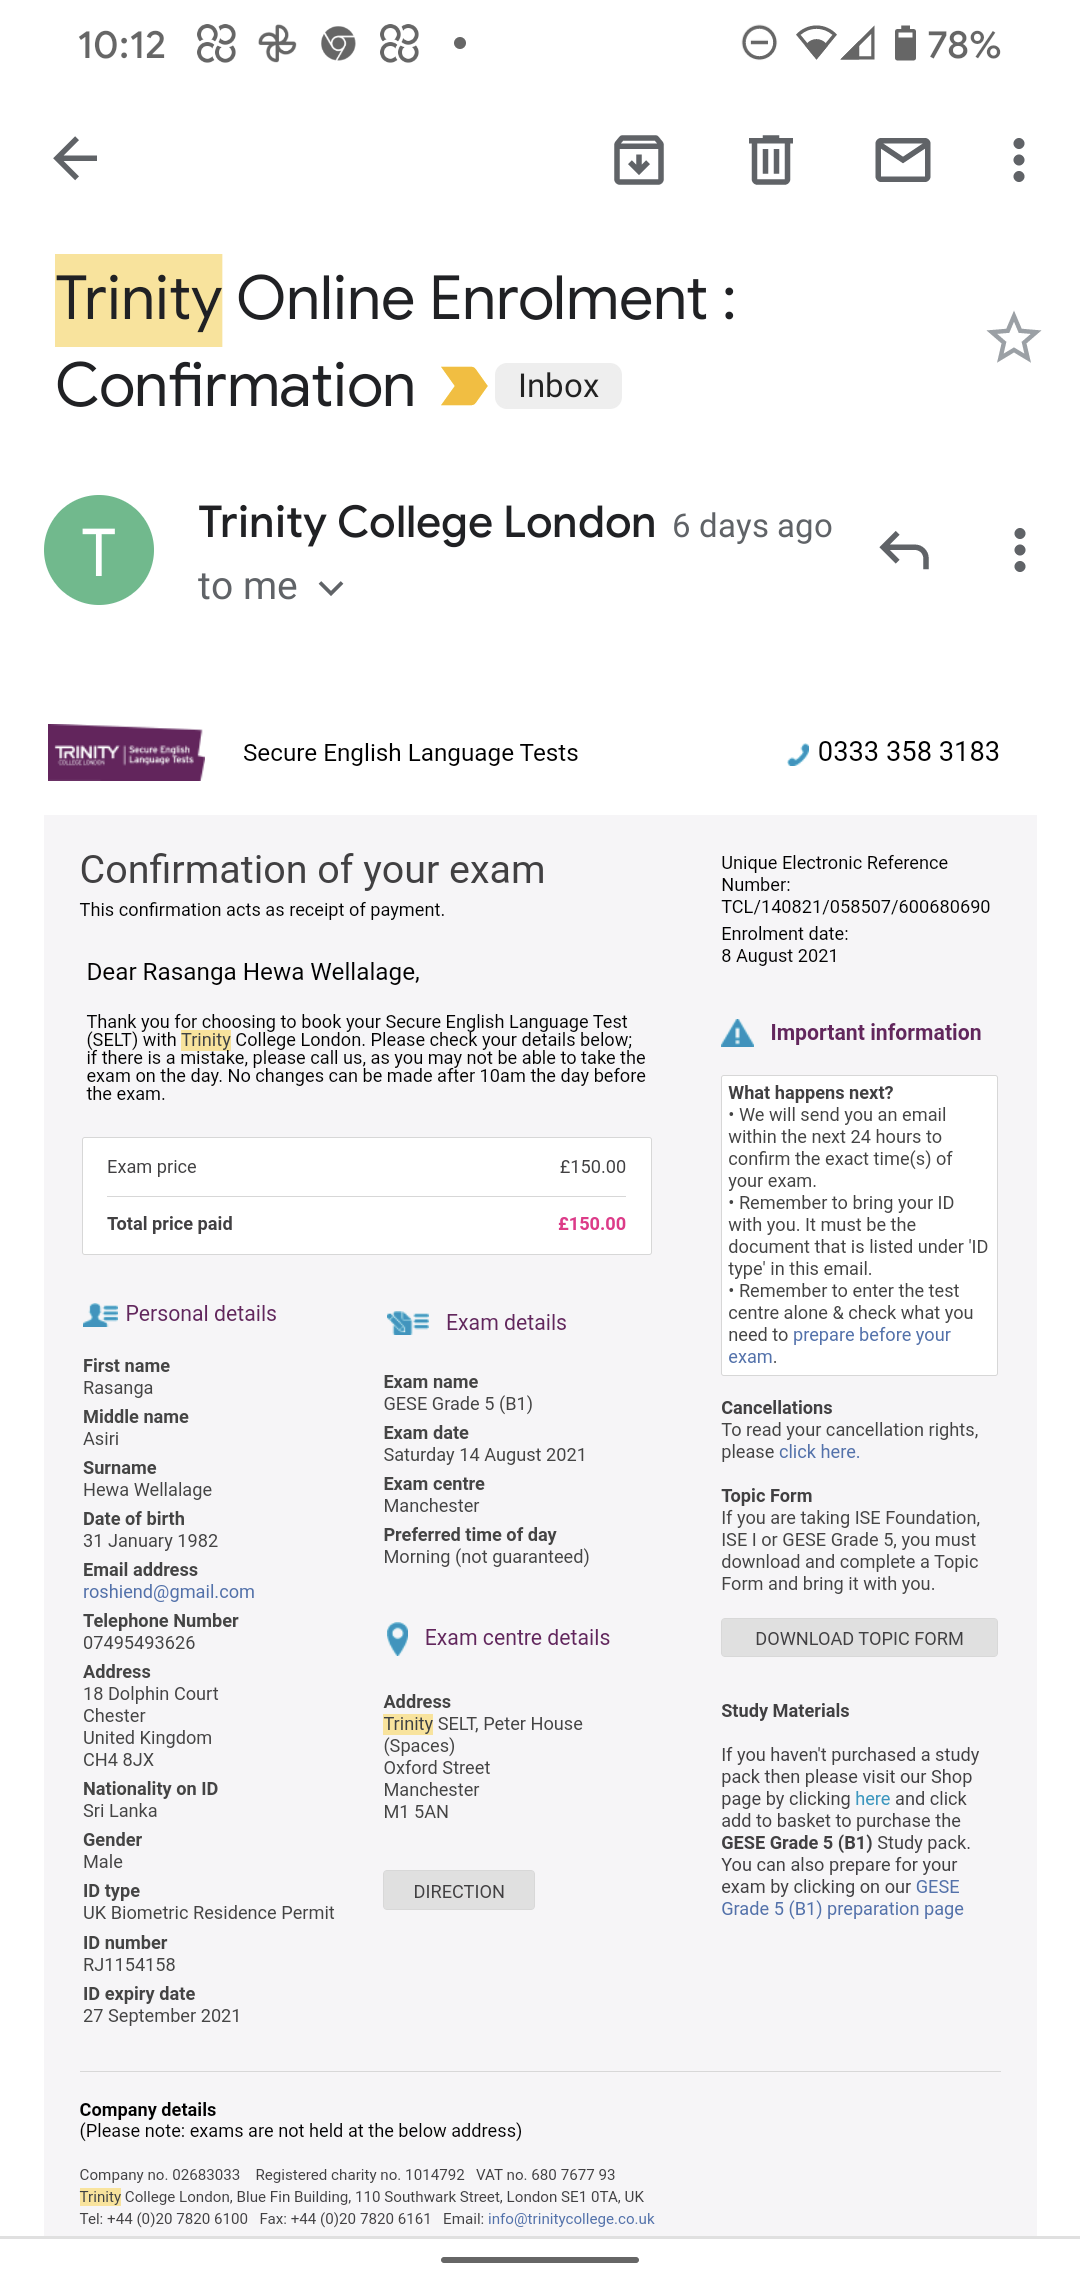 10:12
78%
Trinity Online Enrolment :
Confirmation
Inbox
T
Trinity College London 6 days ago
to me
TRINITY
COLLEGE LONDON
Secure English
Language Tests
Secure English Language Tests
0333 358 3183
Confirmation of your exam
This confirmation acts as receipt of payment.
Dear Rasanga Hewa Wellalage,
Thank you for choosing to book your Secure English Language Test
(SELT) with Trinity College London. Please check your details below;
if there is a mistake, please call us, as you may not be able to take the
exam on the day. No changes can be made after 10am the day before
the exam.
Exam price £150.00
Total price paid £150.00
Personal details
First name
Rasanga
Middle name
Asiri
Surname
Hewa Wellalage
Date of birth
31 January 1982
Email address
roshiend@gmail.com
Telephone Number
07495493626
Address
18 Dolphin Court
Chester
United Kingdom
CH4 8JX
Nationality on ID
Sri Lanka
Gender
Male
ID type
UK Biometric Residence Permit
ID number
RJ1154158
ID expiry date
27 September 2021
Exam details
Exam name
GESE Grade 5 (B1)
Exam date
Saturday 14 August 2021
Exam centre
Manchester
Preferred time of day
Morning (not guaranteed)
Exam centre details
Address
Trinity SELT, Peter House
(Spaces)
Oxford Street
Manchester
M1 5AN
DIRECTION
Unique Electronic Reference
Number:
TCL/140821/058507/600680690
Enrolment date:
8 August 2021
Important information
What happens next?
• We will send you an email
within the next 24 hours to
confirm the exact time(s) of
your exam.
• Remember to bring your ID
with you. It must be the
document that is listed under 'ID
type' in this email.
• Remember to enter the test
centre alone & check what you
need to prepare before your
exam.
Cancellations
To read your cancellation rights,
please click here.
Topic Form
If you are taking ISE Foundation,
ISE I or GESE Grade 5, you must
download and complete a Topic
Form and bring it with you.
DOWNLOAD TOPIC FORM
Study Materials
If you haven't purchased a study
pack then please visit our Shop
page by clicking here and click
add to basket to purchase the
GESE Grade 5 (B1) Study pack.
You can also prepare for your
exam by clicking on our GESE
Grade 5 (B1) preparation page
Company details
(Please note: exams are not held at the below address)
Company no. 02683033 Registered charity no. 1014792 VAT no. 680 7677 93
Trinity College London, Blue Fin Building, 110 Southwark Street, London SE1 0TA, UK
Tel: +44 (0)20 7820 6100 Fax: +44 (0)20 7820 6161 Email: info@trinitycollege.co.uk